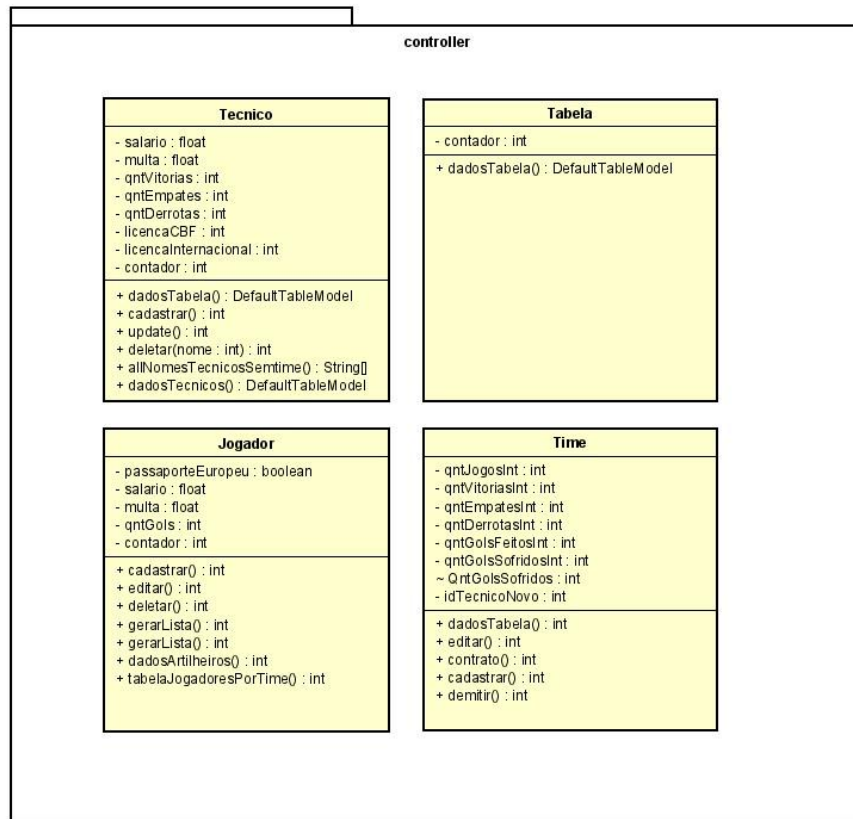 controller
Tecnico
- salario : float
- multa : float
- qntVitorias : int
- qntEmpates : int
- qntDerrotas : int
- licencaCBF : int
- licencaInternacional : int
- contador : int
+ dadosTabela() : DefaultTableModel
+ cadastrar() : int
+ update() : int
+ deletar(nome : int) : int
+ allNomesTecnicosSemtime() : String[]
+ dadosTecnicos() : DefaultTableModel
Tabela
- contador : int
+ dadosTabela() : DefaultTableModel
Jogador
- passaporteEuropeu : boolean
- salario : float
- multa : float
- qntGols : int
- contador : int
+ cadastrar() : int
+ editar() : int
+ deletar() : int
+ gerarLista() : int
+ gerarLista() : int
+ dadosArtilheiros() : int
+ tabelaJogadoresPorTime() : int
Time
- qntJogosInt : int
- qntVitoriasInt : int
- qntEmpatesInt : int
- qntDerrotasInt : int
- qntGolsFeitosInt : int
- qntGolsSofridosInt : int
~ QntGolsSofridos : int
- idTecnicoNovo : int
+ dadosTabela() : int
+ editar() : int
+ contrato() : int
+ cadastrar() : int
+ demitir() : int